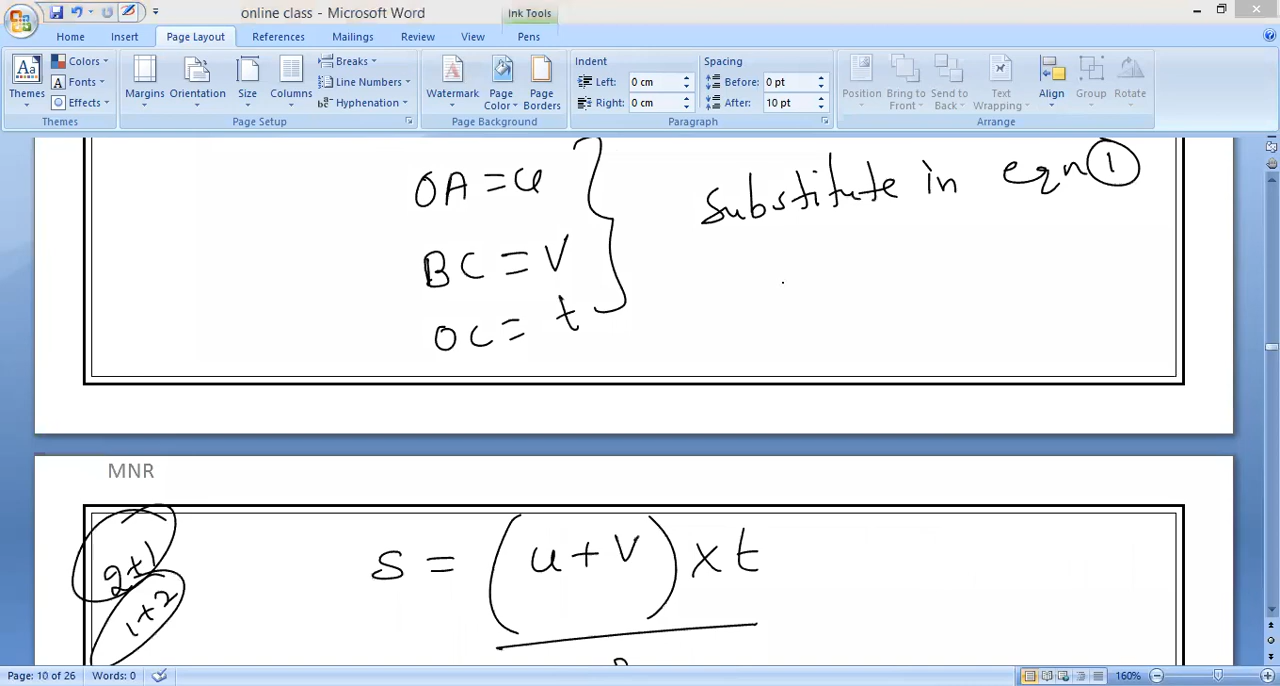 online class - Microsoft Word
Ink Tools
Home Insert Page Layout References Mailings Review View Pens
Themes
Colors
Fonts
Effects
Themes
Margins Orientation Size Columns
Breaks
Line Numbers
Hyphenation
Page Setup
Watermark Page Color Page Borders
Page Background
Indent
Left: 0 cm
Right: 0 cm
Spacing
Before: 0 pt
After: 10 pt
Paragraph
Position Bring to Front Send to Back Text Wrapping Align Group Rotate
Arrange
OA = u
substitute in eqn 1
BC = V
OC = t
MNR
2+1
1+2
s = (u + V) x t
Page: 10 of 26 Words: 0 160%